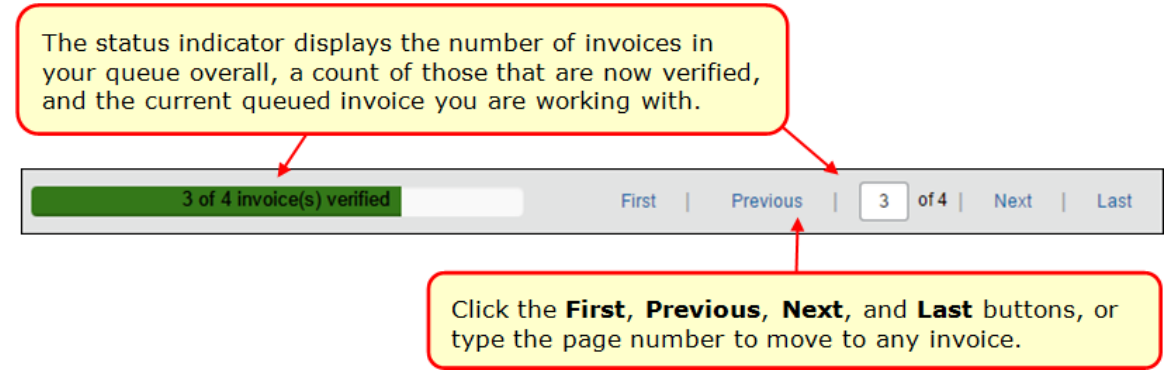 The status indicator displays the number of invoices in
your queue overall, a count of those that are now verified,
and the current queued invoice you are working with.
3 of 4 invoice(s) verified First | Previous | 3 of 4 | Next | Last
Click the First, Previous, Next, and Last buttons, or
type the page number to move to any invoice.